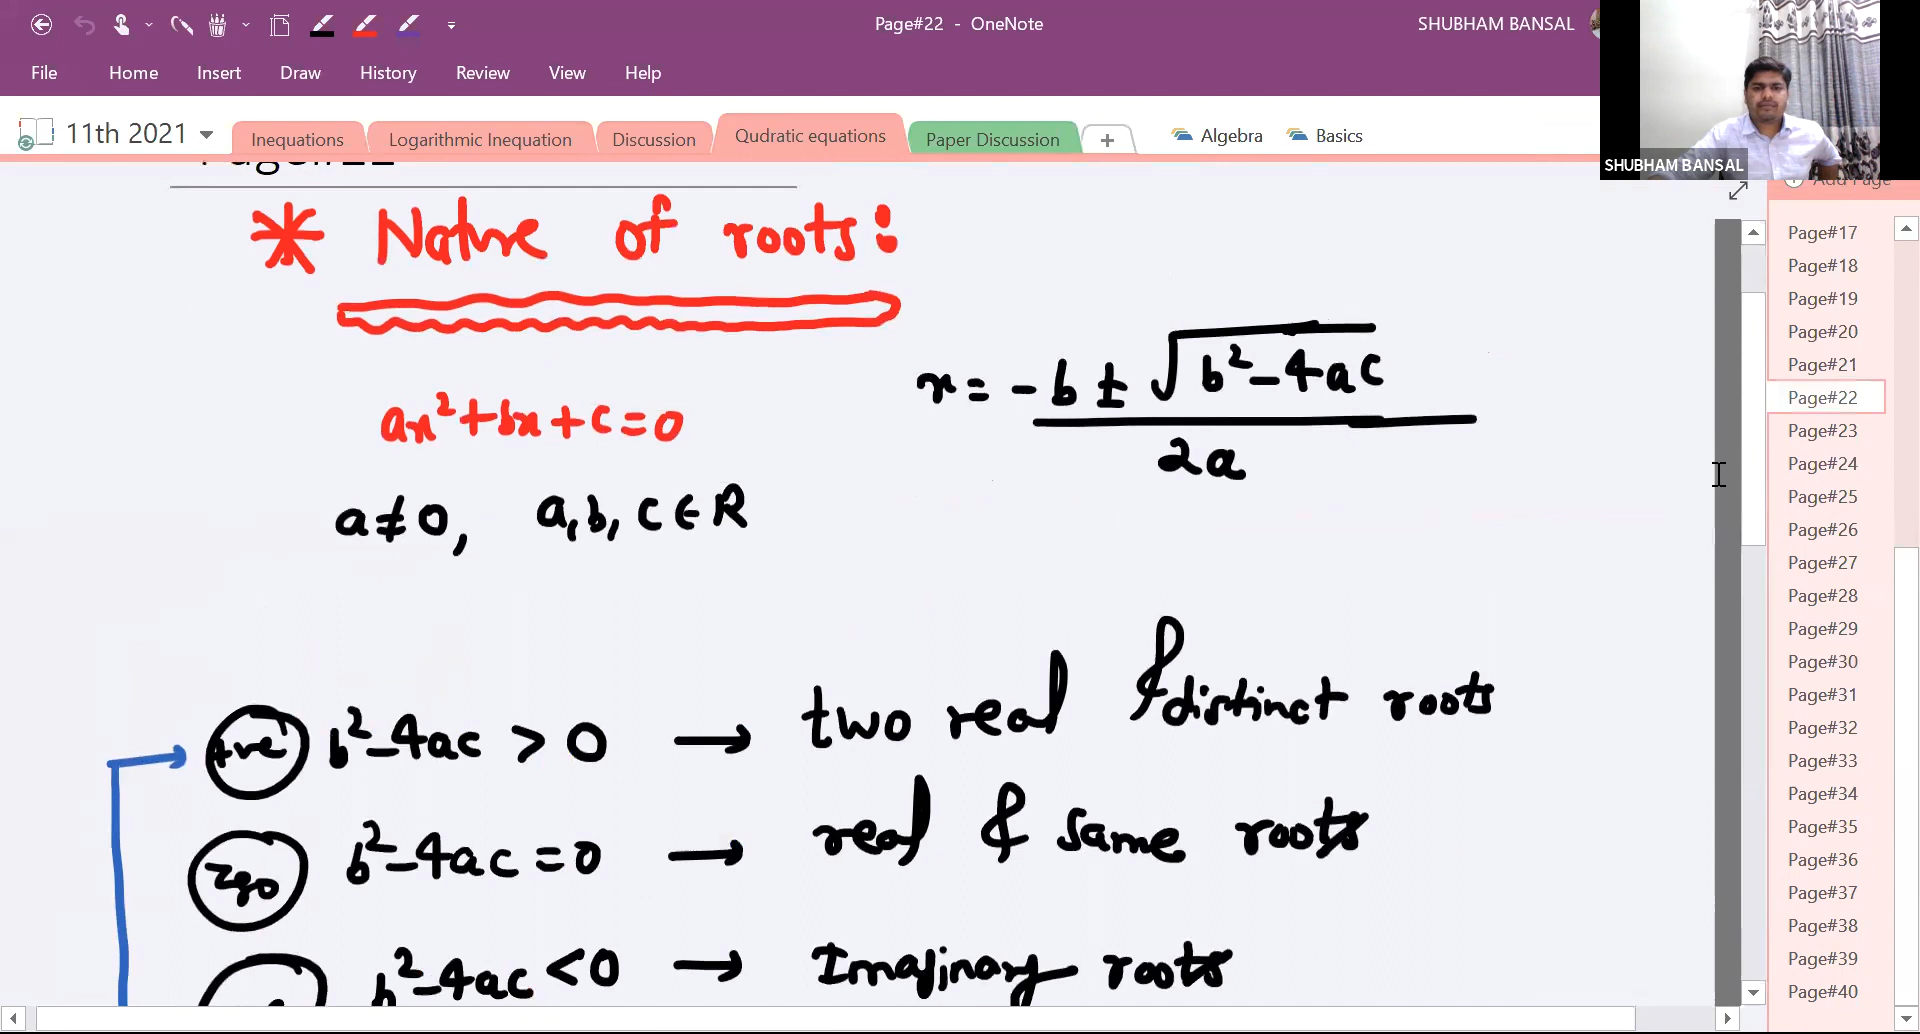 Page#22 - OneNote
SHUBHAM BANSAL
File Home Insert Draw History Review View Help
11th 2021
Inequations
Logarithmic Inequation
Discussion
Qudratic equations
Paper Discussion
+
Algebra
Basics
SHUBHAM BANSAL
Add Page
Page#22
* Nature of roots:
ax²+bx+c=0
a≠0, a,b, c∈R
x = -b ± √b²-4ac
2a
+ve b²-4ac > 0 → two real & distinct roots
zero b²-4ac = 0 → real & same roots
b²-4ac < 0 → Imajinary roots
Page#17
Page#18
Page#19
Page#20
Page#21
Page#22
Page#23
Page#24
Page#25
Page#26
Page#27
Page#28
Page#29
Page#30
Page#31
Page#32
Page#33
Page#34
Page#35
Page#36
Page#37
Page#38
Page#39
Page#40